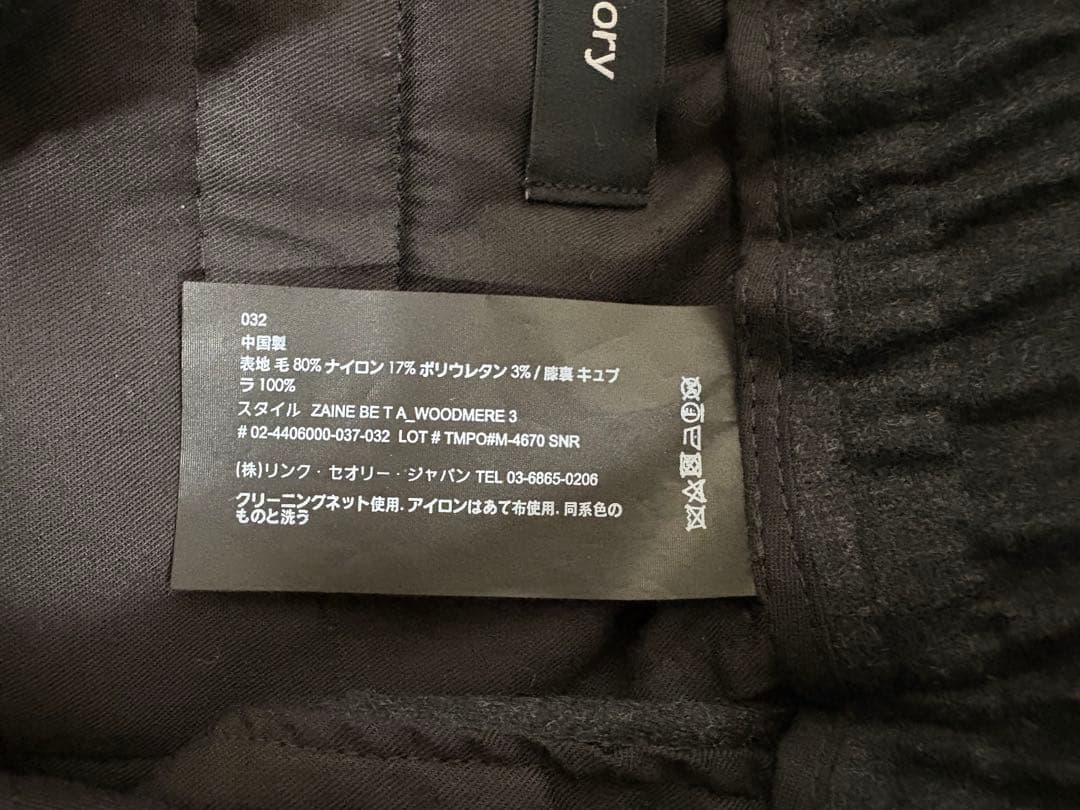 ory
032
中国製
表地 毛 80% ナイロン 17% ポリウレタン 3% / 膝裏 キュプ
ラ 100%
スタイル ZAINE BE T A_WOODMERE 3
# 02-4406000-037-032 LOT # TMPO#M-4670 SNR
(株)リンク・セオリー・ジャパン TEL 03-6865-0206
クリーニングネット使用. アイロンはあて布使用. 同系色の
ものと洗う